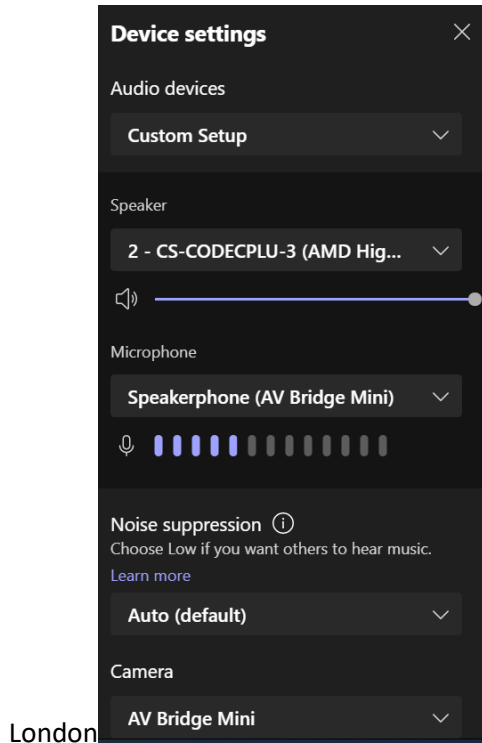 Device settings
Audio devices
Custom Setup
Speaker
2 - CS-CODECPLU-3 (AMD Hig...
Microphone
Speakerphone (AV Bridge Mini)
Noise suppression
Choose Low if you want others to hear music.
Learn more
Auto (default)
Camera
AV Bridge Mini
London